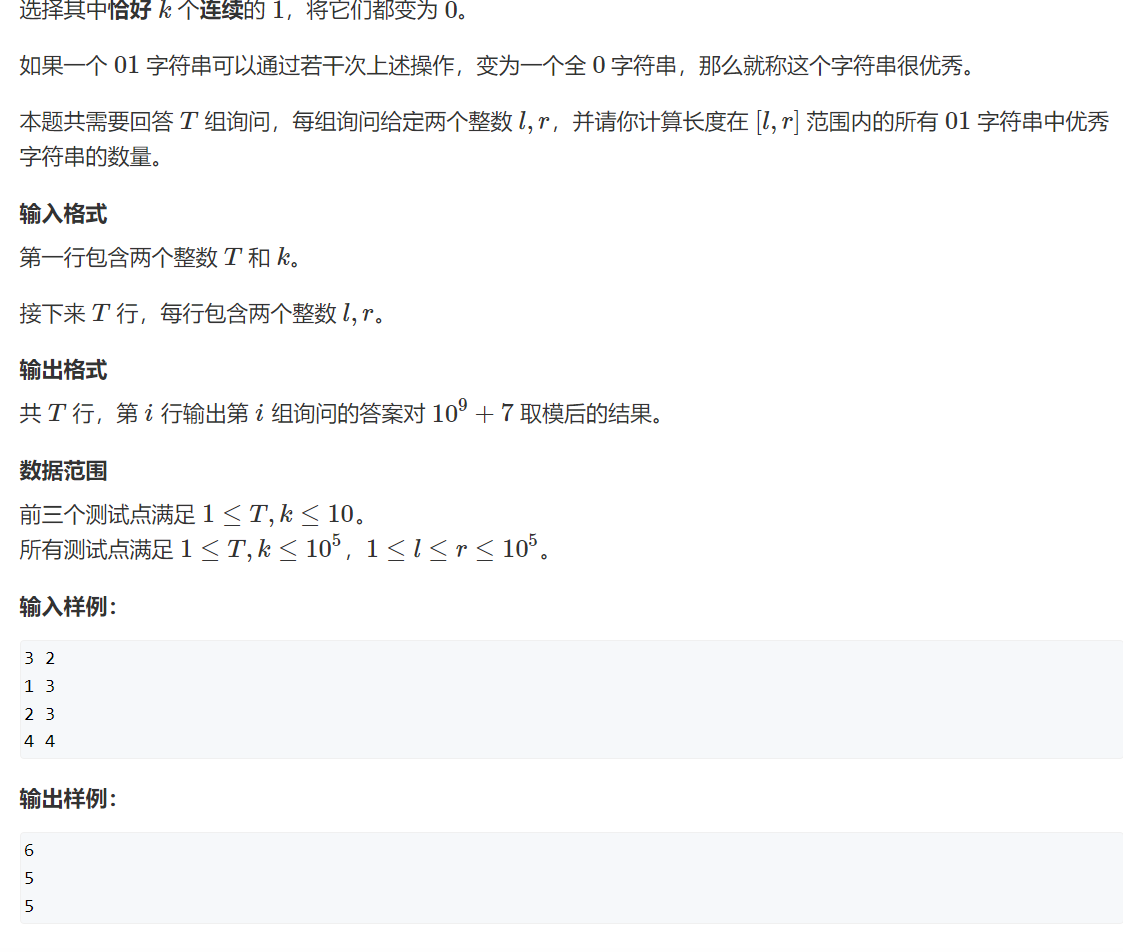 选择其中恰好 k 个连续的 1，将它们都变为 0。
如果一个 01 字符串可以通过若干次上述操作，变为一个全 0 字符串，那么就称这个字符串很优秀。
本题共需要回答 T 组询问，每组询问给定两个整数 l, r，并请你计算长度在 [l, r] 范围内的所有 01 字符串中优秀
字符串的数量。
输入格式
第一行包含两个整数 T 和 k。
接下来 T 行，每行包含两个整数 l, r。
输出格式
共 T 行，第 i 行输出第 i 组询问的答案对 10^9 + 7 取模后的结果。
数据范围
前三个测试点满足 1 ≤ T, k ≤ 10。
所有测试点满足 1 ≤ T, k ≤ 10^5，1 ≤ l ≤ r ≤ 10^5。
输入样例：
3 2
1 3
2 3
4 4
输出样例：
6
5
5